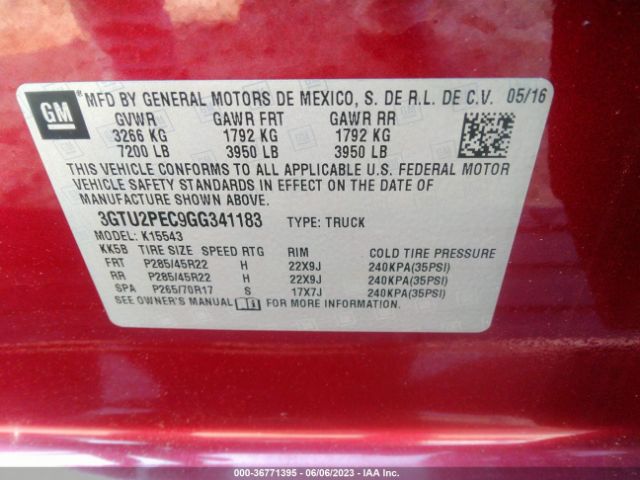 GM
® MFD BY GENERAL MOTORS DE MEXICO, S. DE R.L. DE C.V. 05/16
GVWR GAWR FRT GAWR RR
3266 KG 1792 KG 1792 KG
7200 LB 3950 LB 3950 LB
THIS VEHICLE CONFORMS TO ALL APPLICABLE U.S. FEDERAL MOTOR
VEHICLE SAFETY STANDARDS IN EFFECT ON THE DATE OF
MANUFACTURE SHOWN ABOVE.
3GTU2PEC9GG341183 TYPE: TRUCK
MODEL: K15543
KK5B TIRE SIZE SPEED RTG RIM COLD TIRE PRESSURE
FRT P285/45R22 H 22X9J 240KPA(35PSI)
RR P285/45R22 H 22X9J 240KPA(35PSI)
SPA P265/70R17 S 17X7J 240KPA(35PSI)
SEE OWNER'S MANUAL FOR MORE INFORMATION.
000-36771395 - 06/06/2023 - IAA Inc.